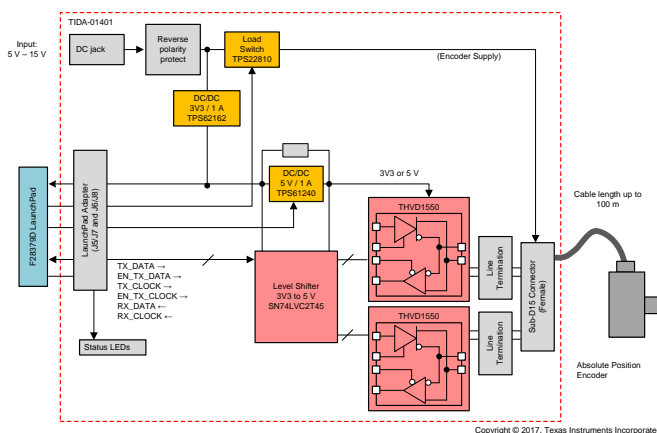 TIDA-01401
Input:
5 V – 15 V
DC jack
Reverse
polarity
protect
Load
Switch
TPS22810
(Encoder Supply)
DC/DC
3V3 / 1 A
TPS62162
DC/DC
5 V / 1 A
TPS61240
3V3 or 5 V
F28379D LaunchPad
LaunchPad Adapter
(J5/J7 and J6/J8)
TX_DATA →
EN_TX_DATA →
TX_CLOCK →
EN_TX_CLOCK →
RX_DATA ←
RX_CLOCK ←
Level Shifter
3V3 to 5 V
SN74LVC2T45
THVD1550
THVD1550
Line
Termination
Line
Termination
Sub-D15 Connector
(Female)
Cable length up to
100 m
Absolute Position
Encoder
Status LEDs
Copyright © 2017, Texas Instruments Incorporate